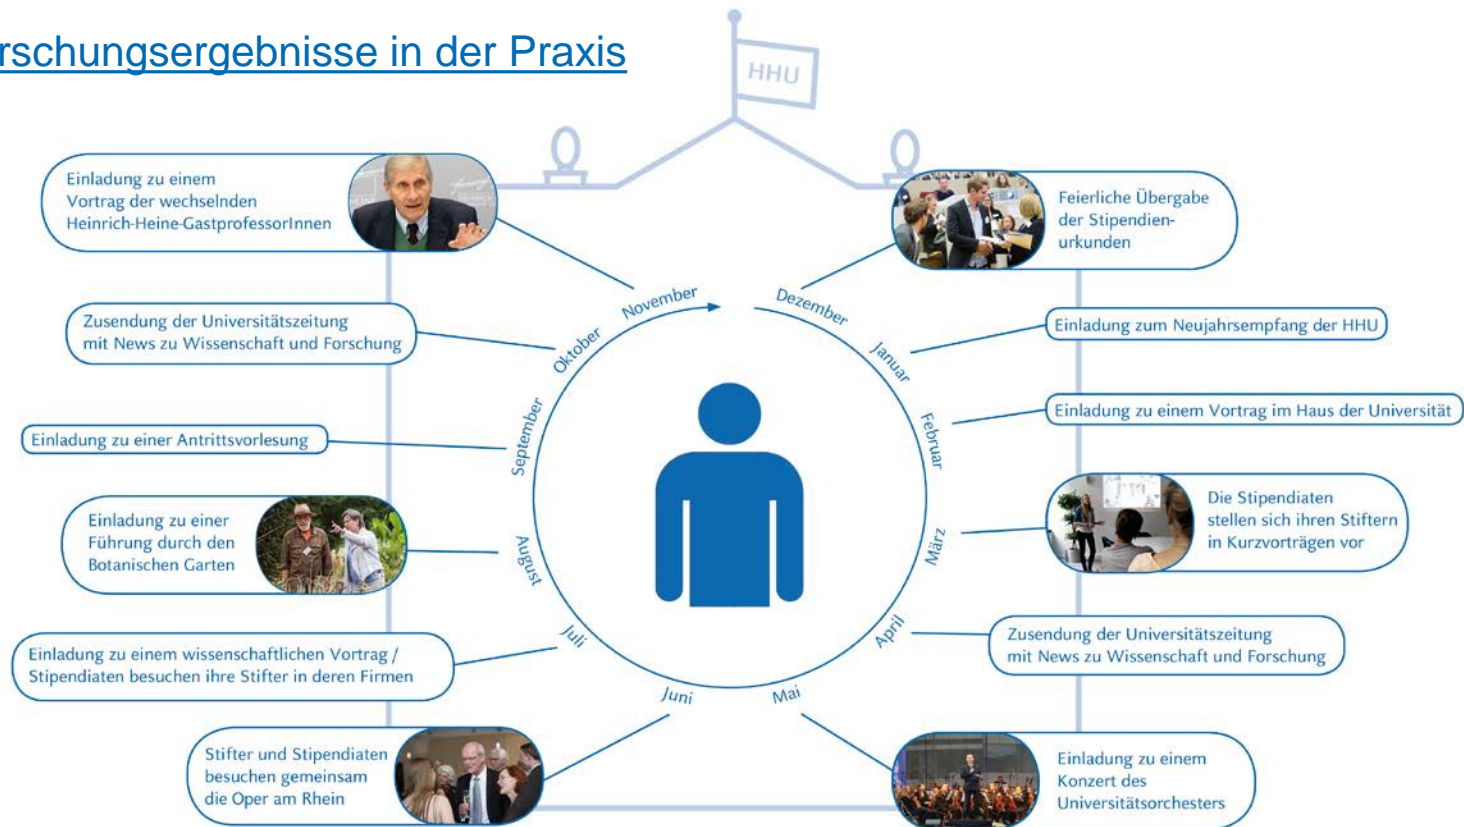 rschungsergebnisse in der Praxis
HHU
Einladung zu einem
Vortrag der wechselnden
Heinrich-Heine-GastprofessorInnen
Feierliche Übergabe
der Stipendien-
urkunden
November
Dezember
Zusendung der Universitätszeitung
mit News zu Wissenschaft und Forschung
Oktober
Januar
Einladung zum Neujahrsempfang der HHU
Einladung zu einer Antrittsvorlesung
September
Februar
Einladung zu einem Vortrag im Haus der Universität
Einladung zu einer
Führung durch den
Botanischen Garten
August
März
Die Stipendiaten
stellen sich ihren Stiftern
in Kurzvorträgen vor
Einladung zu einem wissenschaftlichen Vortrag /
Stipendiaten besuchen ihre Stifter in deren Firmen
Juli
April
Zusendung der Universitätszeitung
mit News zu Wissenschaft und Forschung
Juni
Mai
Stifter und Stipendiaten
besuchen gemeinsam
die Oper am Rhein
Einladung zu einem
Konzert des
Universitätsorchesters